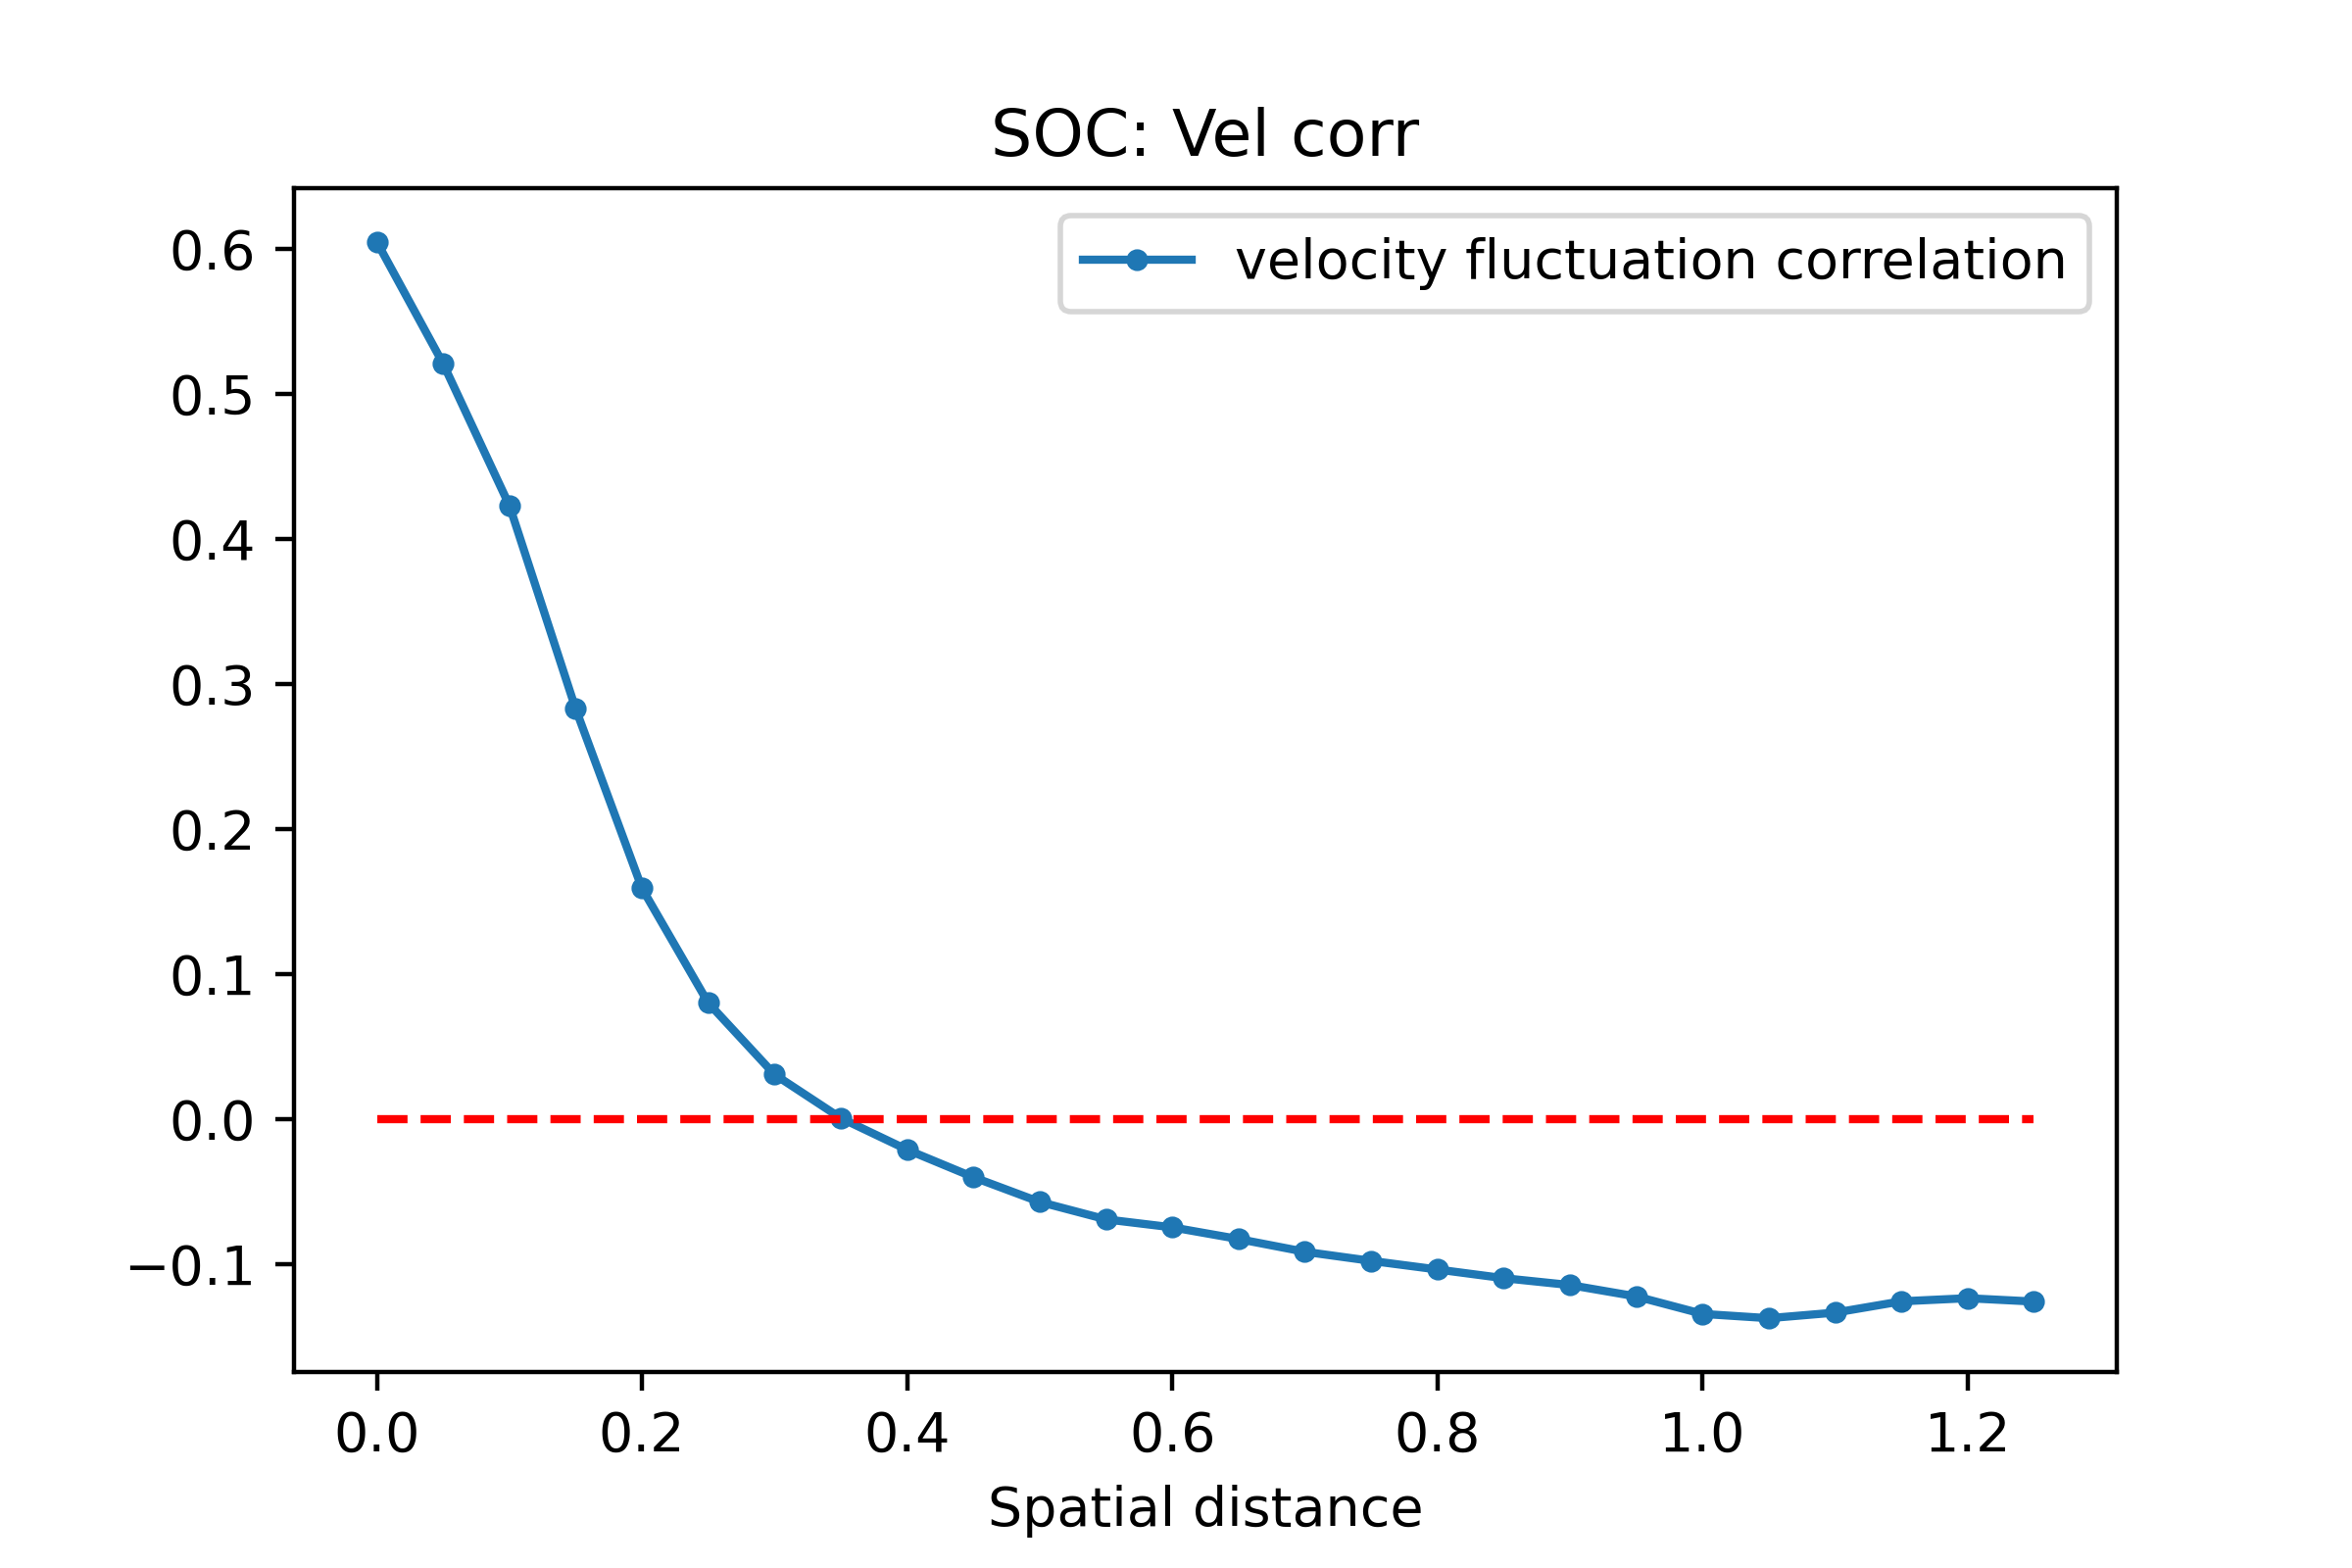 SOC: Vel corr
velocity fluctuation correlation
0.6
0.5
0.4
0.3
0.2
0.1
0.0
−0.1
0.0 0.2 0.4 0.6 0.8 1.0 1.2
Spatial distance